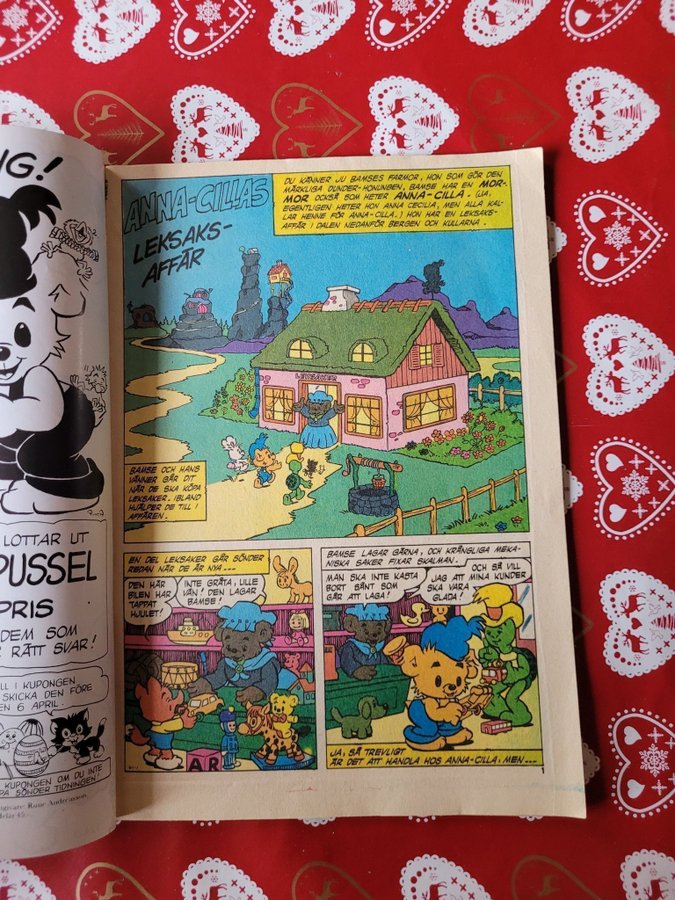 NG!
LOTTAR UT
PUSSEL
PRIS
DEM SOM
RÄTT SVAR!
LL I KUPONGEN
SKICKA DEN FÖRE
EN 6 APRIL.
KUPONGEN OM DU INTE
PA SÖNDER TIDNINGEN!
Rune Andréasson
ANNA-CILLAS
LEKSAKS-
AFFÄR
DU KÄNNER JU BAMSES FARMOR, HON SOM GÖR DEN
MÄRKLIGA DUNDER-HONUNGEN. BAMSE HAR EN MOR-
MOR OCKSÅ SOM HETER ANNA-CILLA. (JA,
EGENTLIGEN HETER HON ANNA CECILIA, MEN ALLA KAL-
LAR HENNE FÖR ANNA-CILLA.) HON HAR EN LEKSAKS-
AFFÄR I DALEN NEDANFÖR BERGEN OCH KULLARNA.
LEKSAKER
BAMSE OCH HANS
VÄNNER GÅR DIT
NÄR DE SKA KÖPA
LEKSAKER. IBLAND
HJÄLPER DE TILL I
AFFÄREN.
EN DEL LEKSAKER GÅR SÖNDER
REDAN NÄR DE ÄR NYA---
DEN HÄR
BILEN HAR
TAPPAT
HJULET!
INTE GRÅTA, LILLE
VÄN! DEN LAGAR
BAMSE!
A R
BAMSE LAGAR GÄRNA, OCH KRÅNGLIGA MEKA-
NISKA SAKER FIXAR SKALMAN.
MAN SKA INTE KASTA
BORT SÅNT SOM
GÅR ATT LAGA!
OCH SÅ VILL
JAG ATT MINA KUNDER
SKA VARA
GLADA!
JA, SÅ TREVLIGT
ÄR DET ATT HANDLA HOS ANNA-CILLA, MEN---